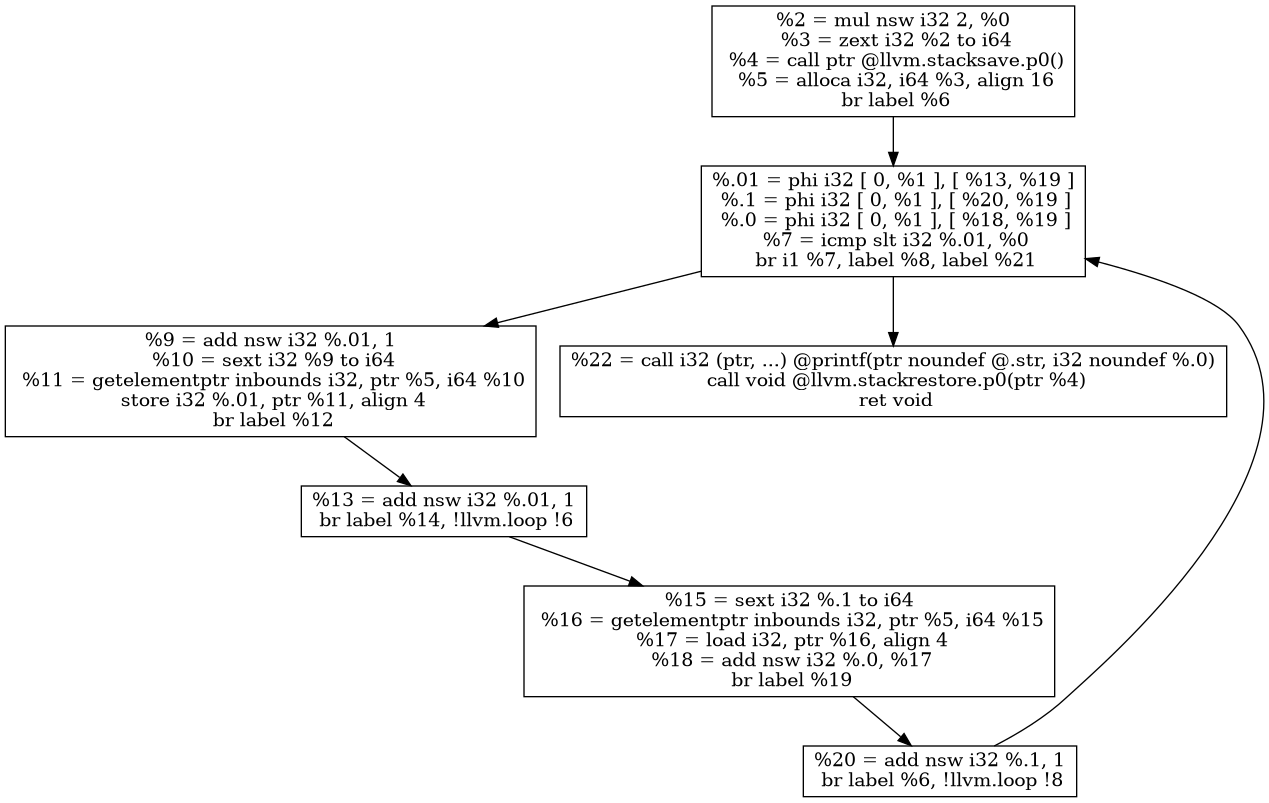 %2 = mul nsw i32 2, %0
%3 = zext i32 %2 to i64
%4 = call ptr @llvm.stacksave.p0()
%5 = alloca i32, i64 %3, align 16
br label %6
%.01 = phi i32 [ 0, %1 ], [ %13, %19 ]
%.1 = phi i32 [ 0, %1 ], [ %20, %19 ]
%.0 = phi i32 [ 0, %1 ], [ %18, %19 ]
%7 = icmp slt i32 %.01, %0
br i1 %7, label %8, label %21
%9 = add nsw i32 %.01, 1
%10 = sext i32 %9 to i64
%11 = getelementptr inbounds i32, ptr %5, i64 %10
store i32 %.01, ptr %11, align 4
br label %12
%22 = call i32 (ptr, ...) @printf(ptr noundef @.str, i32 noundef %.0)
call void @llvm.stackrestore.p0(ptr %4)
ret void
%13 = add nsw i32 %.01, 1
br label %14, !llvm.loop !6
%15 = sext i32 %.1 to i64
%16 = getelementptr inbounds i32, ptr %5, i64 %15
%17 = load i32, ptr %16, align 4
%18 = add nsw i32 %.0, %17
br label %19
%20 = add nsw i32 %.1, 1
br label %6, !llvm.loop !8